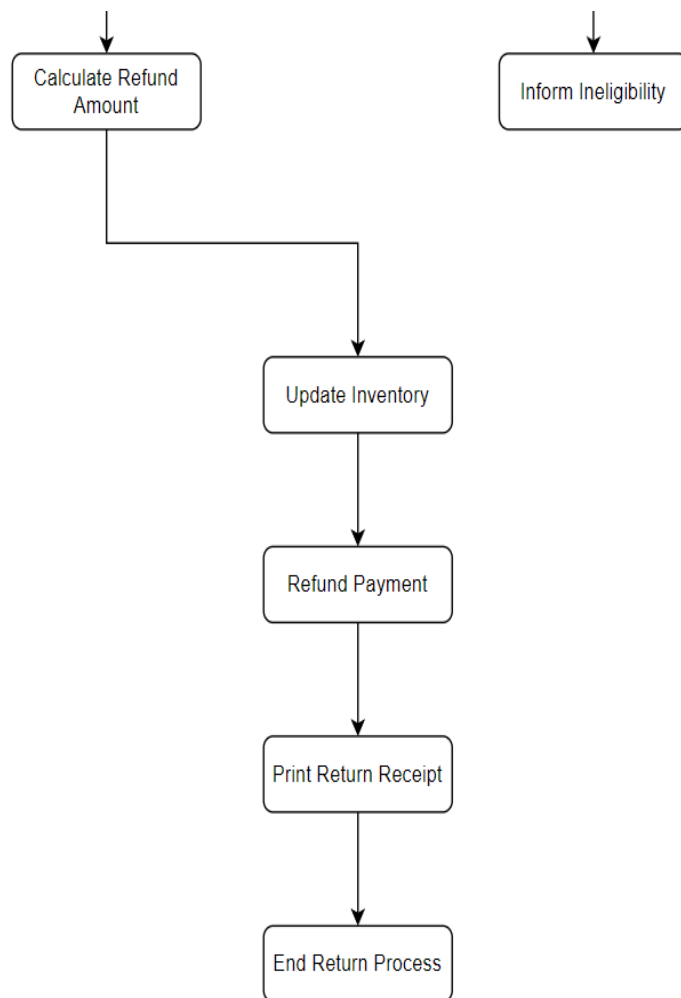 Calculate Refund
Amount
Inform Ineligibility
Update Inventory
Refund Payment
Print Return Receipt
End Return Process